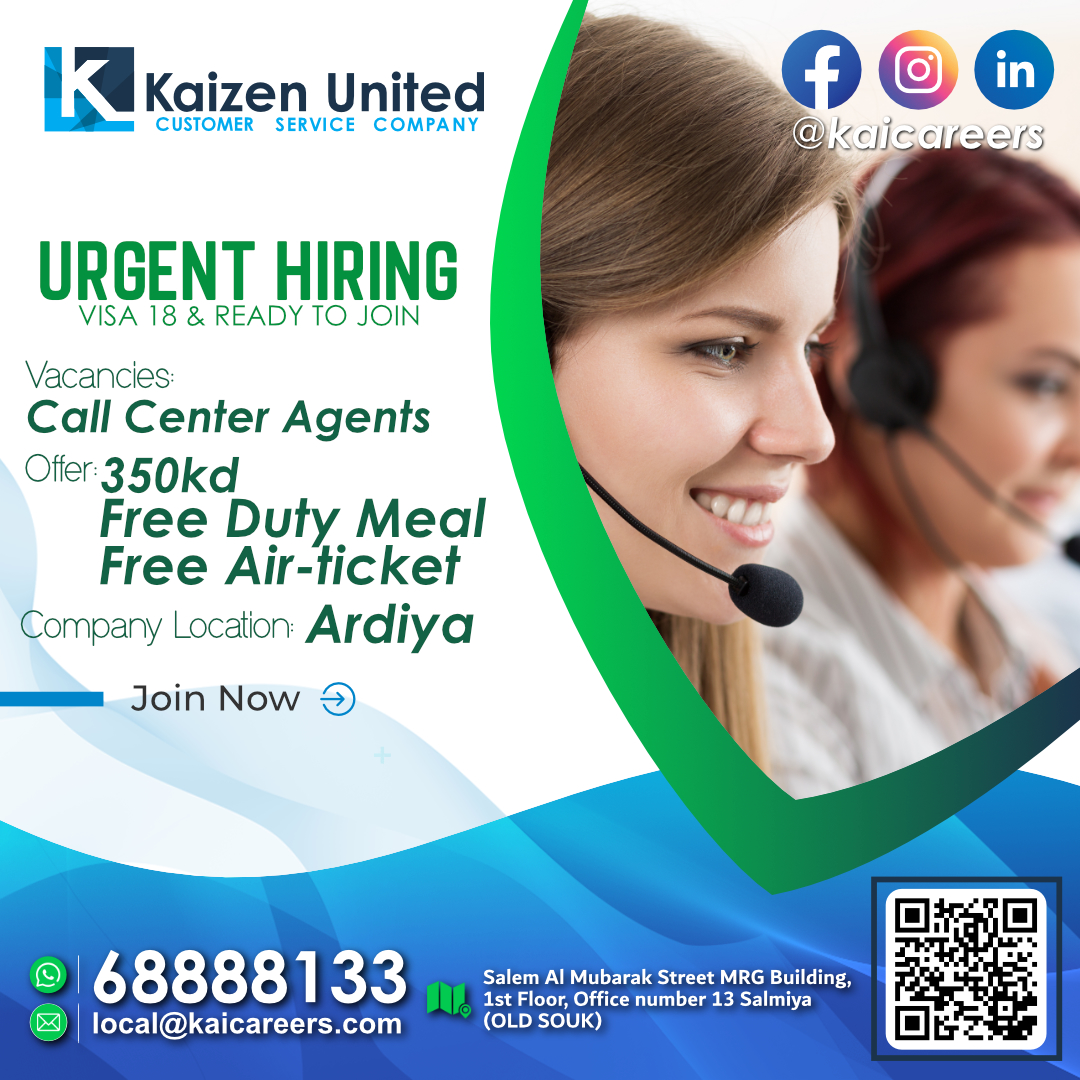 Kaizen United
CUSTOMER SERVICE COMPANY
@kaicareers
URGENT HIRING
VISA 18 & READY TO JOIN
Vacancies:
Call Center Agents
Offer: 350kd
Free Duty Meal
Free Air-ticket
Company Location: Ardiya
Join Now
68888133
local@kaicareers.com
Salem Al Mubarak Street MRG Building,
1st Floor, Office number 13 Salmiya
(OLD SOUK)